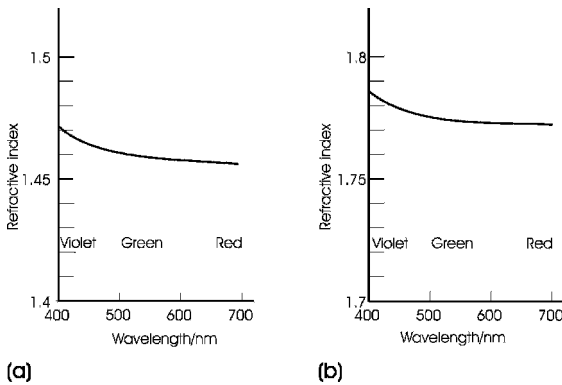 Refractive index
1.5
1.45
1.4
Violet Green Red
400 500 600 700
Wavelength/nm
(a)
Refractive index
1.8
1.75
1.7
Violet Green Red
400 500 600 700
Wavelength/nm
(b)